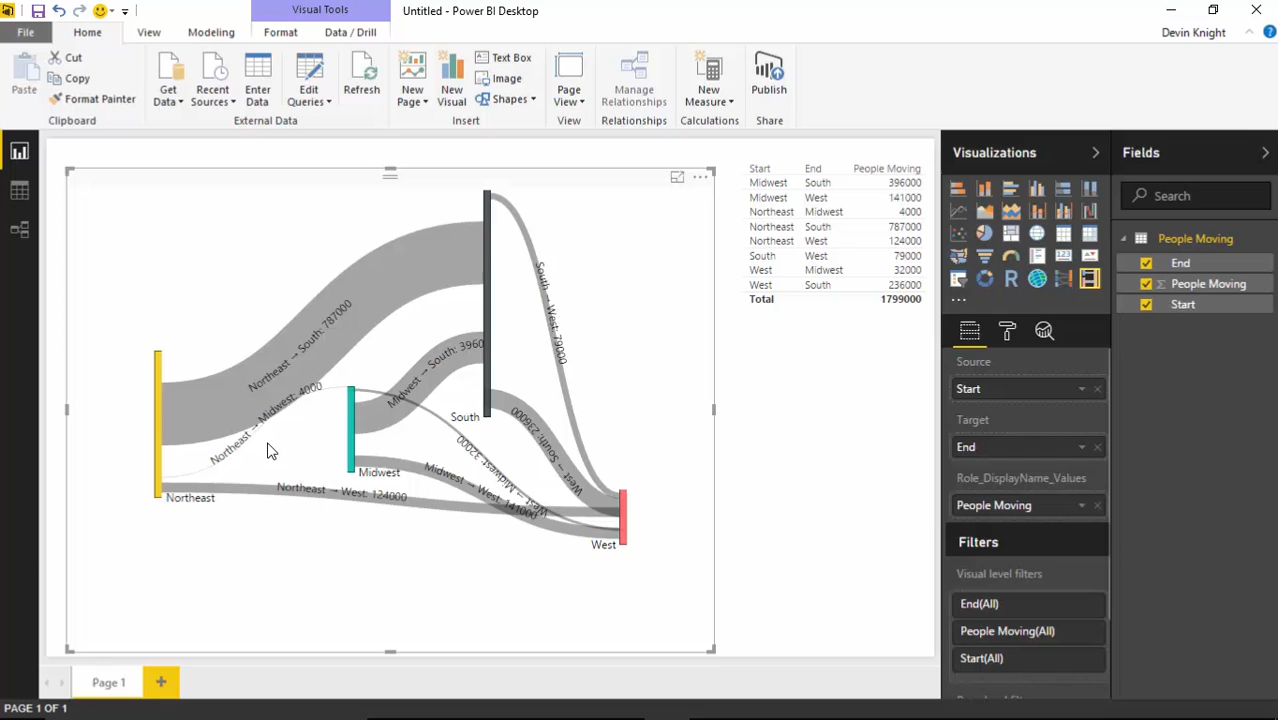 Visual Tools
Untitled - Power BI Desktop
File
Home
View
Modeling
Format
Data / Drill
Devin Knight
Paste
Cut
Copy
Format Painter
Clipboard
Get Data
Recent Sources
Enter Data
Edit Queries
Refresh
External Data
New Page
New Visual
Text Box
Image
Shapes
Insert
Page View
View
Manage Relationships
Relationships
New Measure
Calculations
Publish
Share
Northeast → South: 787000
Northeast → Midwest: 4000
Midwest → South: 3960
South → West: 79000
West → South: 236000
West → Midwest: 32000
Midwest → West: 141000
Northeast → West: 124000
Northeast
Midwest
South
West
Start End People Moving
Midwest South 396000
Midwest West 141000
Northeast Midwest 4000
Northeast South 787000
Northeast West 124000
South West 79000
West Midwest 32000
West South 236000
Total 1799000
Visualizations
R
Source
Start
Target
End
Role_DisplayName_Values
People Moving
Filters
Visual level filters
End(All)
People Moving(All)
Start(All)
Fields
Search
People Moving
End
Σ People Moving
Start
Page 1
PAGE 1 OF 1